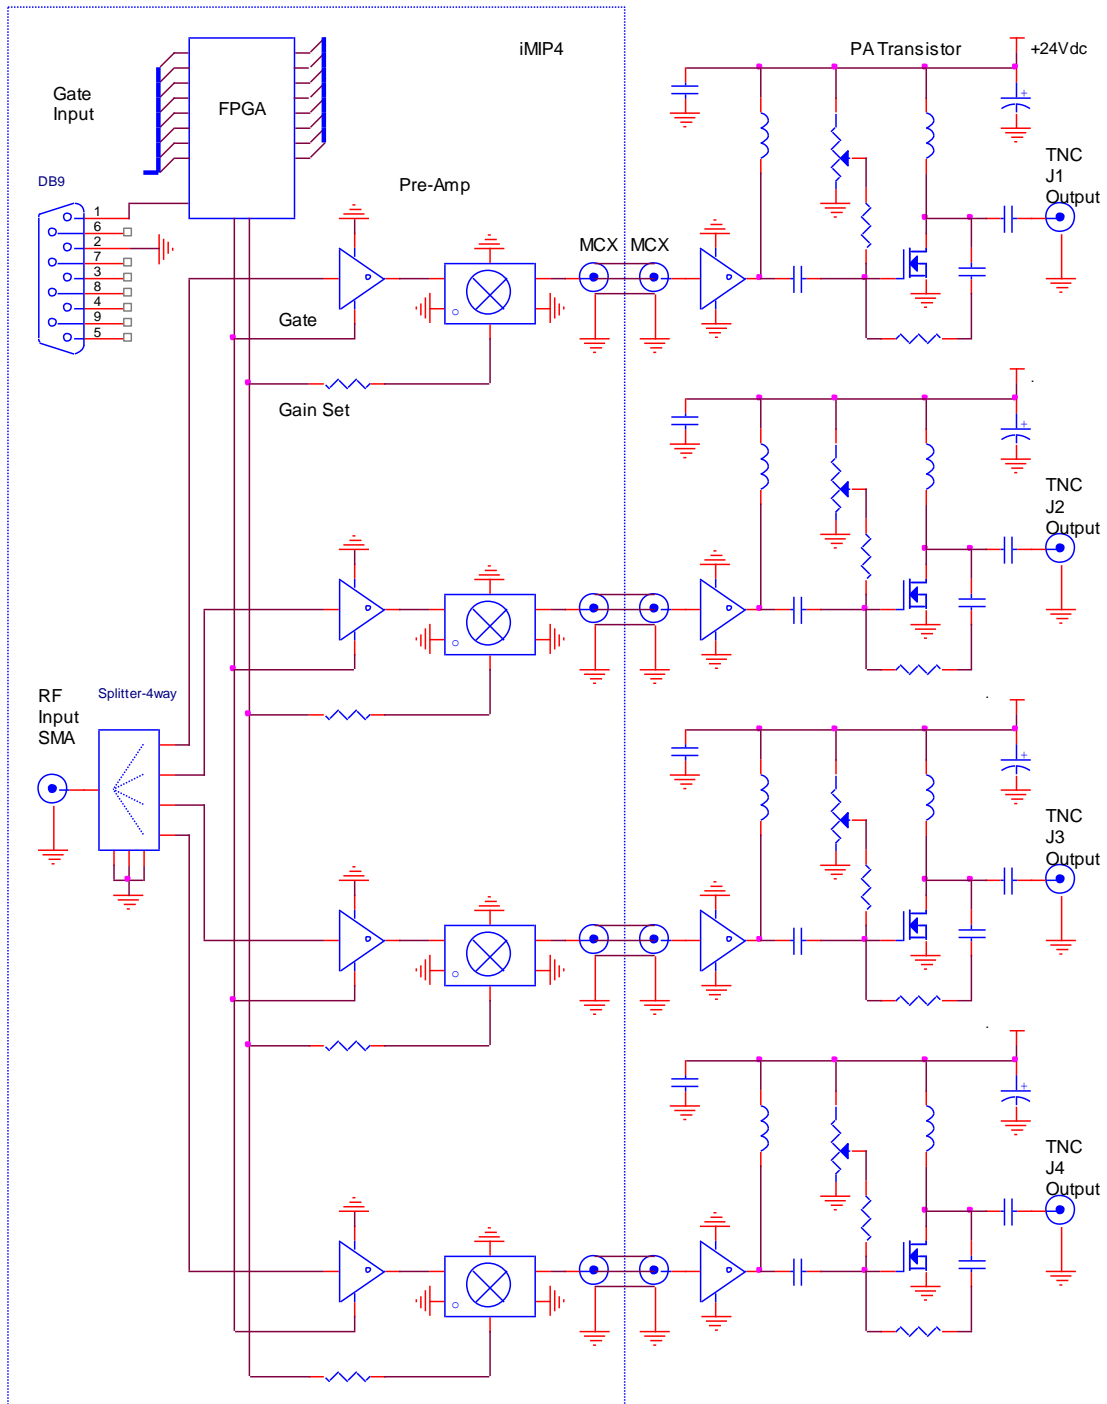 iMIP4
PA Transistor
+24Vdc
Gate
Input
FPGA
TNC
J1
Output
DB9
Pre-Amp
1
6
2
7
3
8
4
9
5
MCX
MCX
Gate
Gain Set
TNC
J2
Output
RF
Input
SMA
Splitter-4way
TNC
J3
Output
TNC
J4
Output